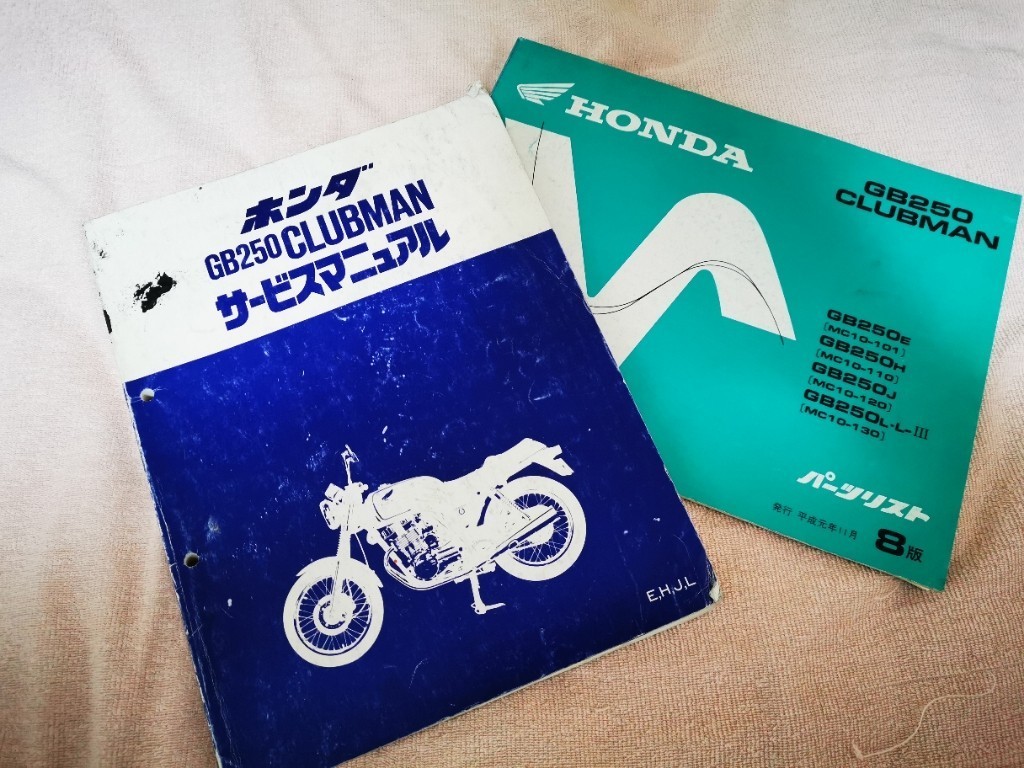 ホンダ
GB250 CLUBMAN
サービスマニュアル
E,H,J,L
HONDA
GB250
CLUBMAN
GB250E
[MC10-101]
GB250H
[MC10-110]
GB250J
[MC10-120]
GB250L·L-III
[MC10-130]
パーツリスト
発行 平成元年11月 8版